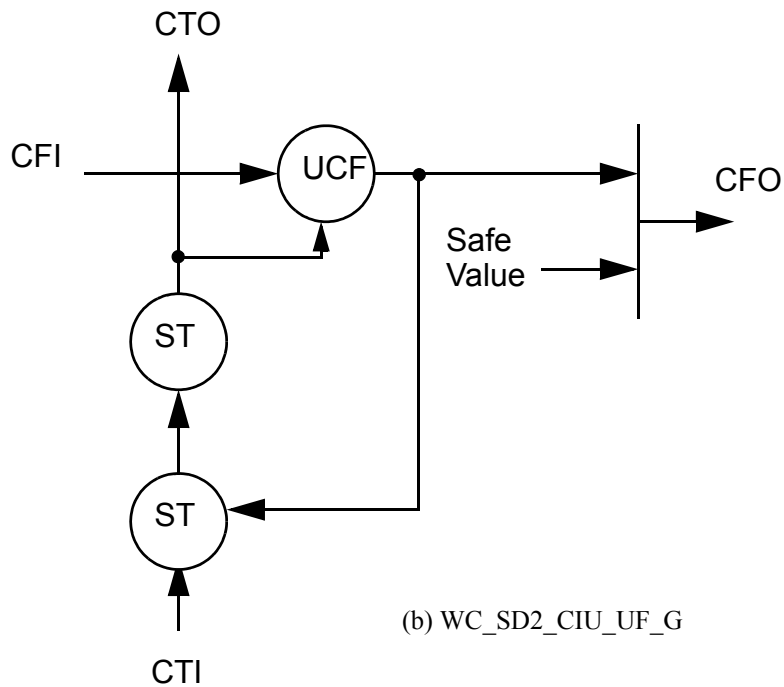 CTO
CFI
UCF
CFO
Safe
Value
ST
ST
(b) WC_SD2_CIU_UF_G
CTI